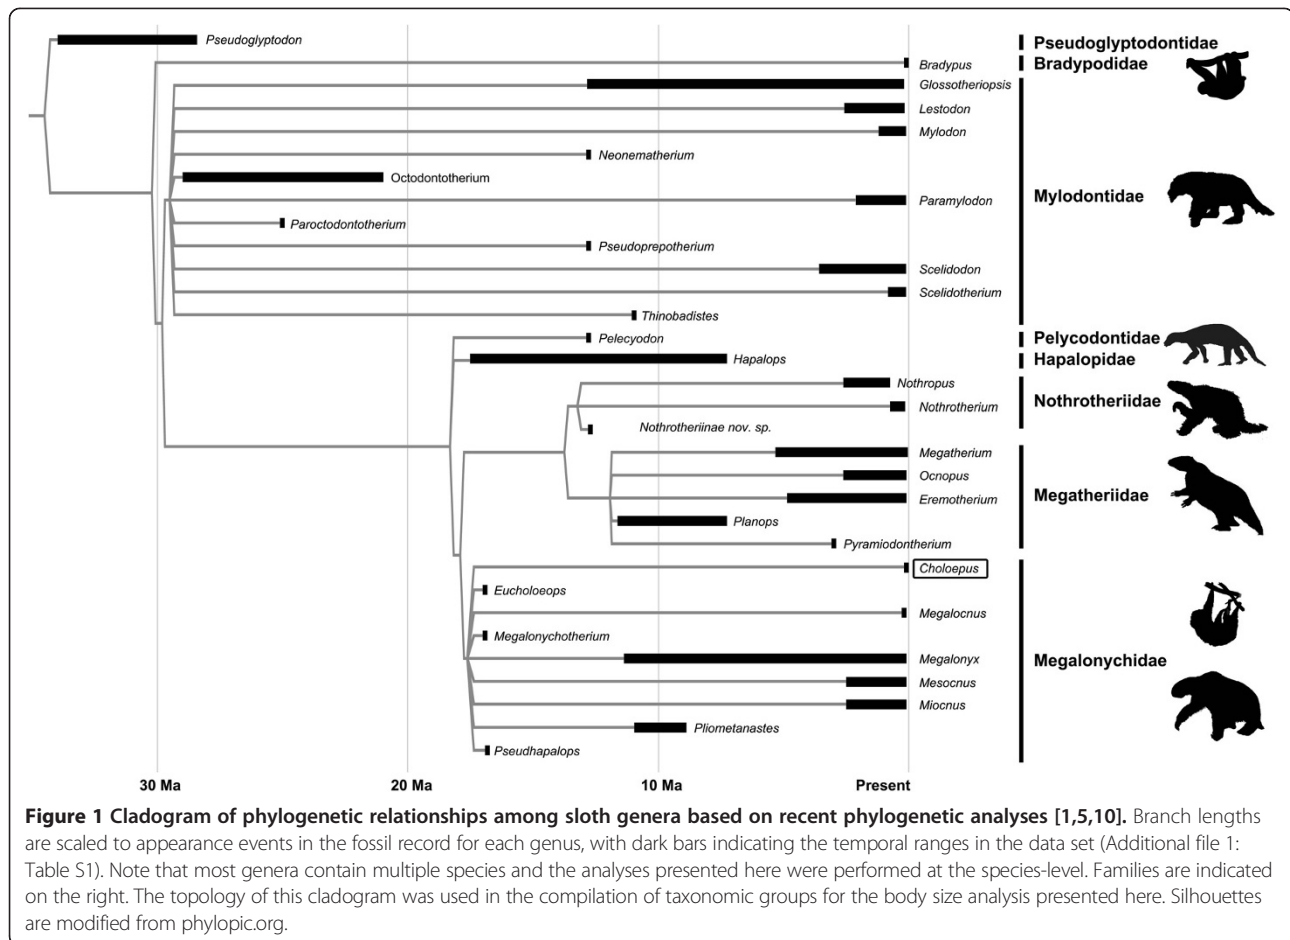 Pseudoglyptodon
Pseudoglyptodontidae
Bradypus
Bradypodidae
Glossotheriopsis
Lestodon
Mylodon
Neonematherium
Octodontotherium
Paramylodon
Mylodontidae
Paroctodontotherium
Pseudoprepotherium
Scelidodon
Scelidotherium
Thinobadistes
Pelecyodon
Pelycodontidae
Hapalops
Hapalopidae
Nothropus
Nothrotheriidae
Nothrotherium
Nothrotheriinae nov. sp.
Megatherium
Ocnopus
Eremotherium
Megatheriidae
Planops
Pyramiodontherium
Choloepus
Eucholoeops
Megalocnus
Megalonychotherium
Megalonyx
Megalonychidae
Mesocnus
Miocnus
Pliometanastes
Pseudhapalops
30 Ma 20 Ma 10 Ma Present
Figure 1 Cladogram of phylogenetic relationships among sloth genera based on recent phylogenetic analyses [1,5,10]. Branch lengths
are scaled to appearance events in the fossil record for each genus, with dark bars indicating the temporal ranges in the data set (Additional file 1:
Table S1). Note that most genera contain multiple species and the analyses presented here were performed at the species-level. Families are indicated
on the right. The topology of this cladogram was used in the compilation of taxonomic groups for the body size analysis presented here. Silhouettes
are modified from phylopic.org.